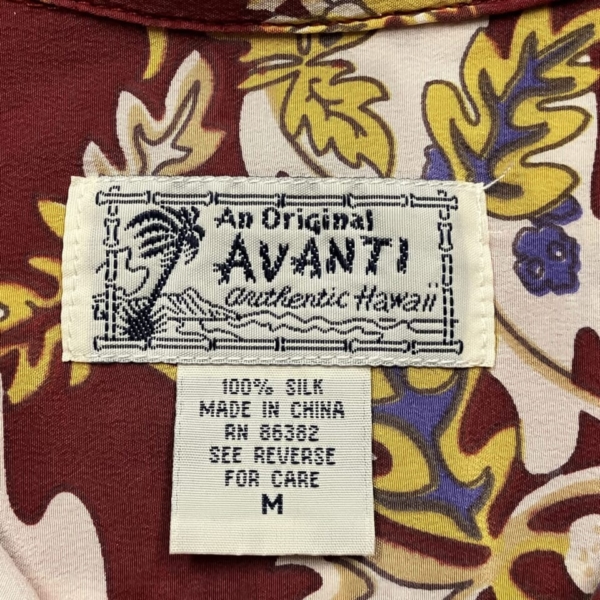 An Original
AVANTI
authentic Hawaii
100% SILK
MADE IN CHINA
RN 86382
SEE REVERSE
FOR CARE
M